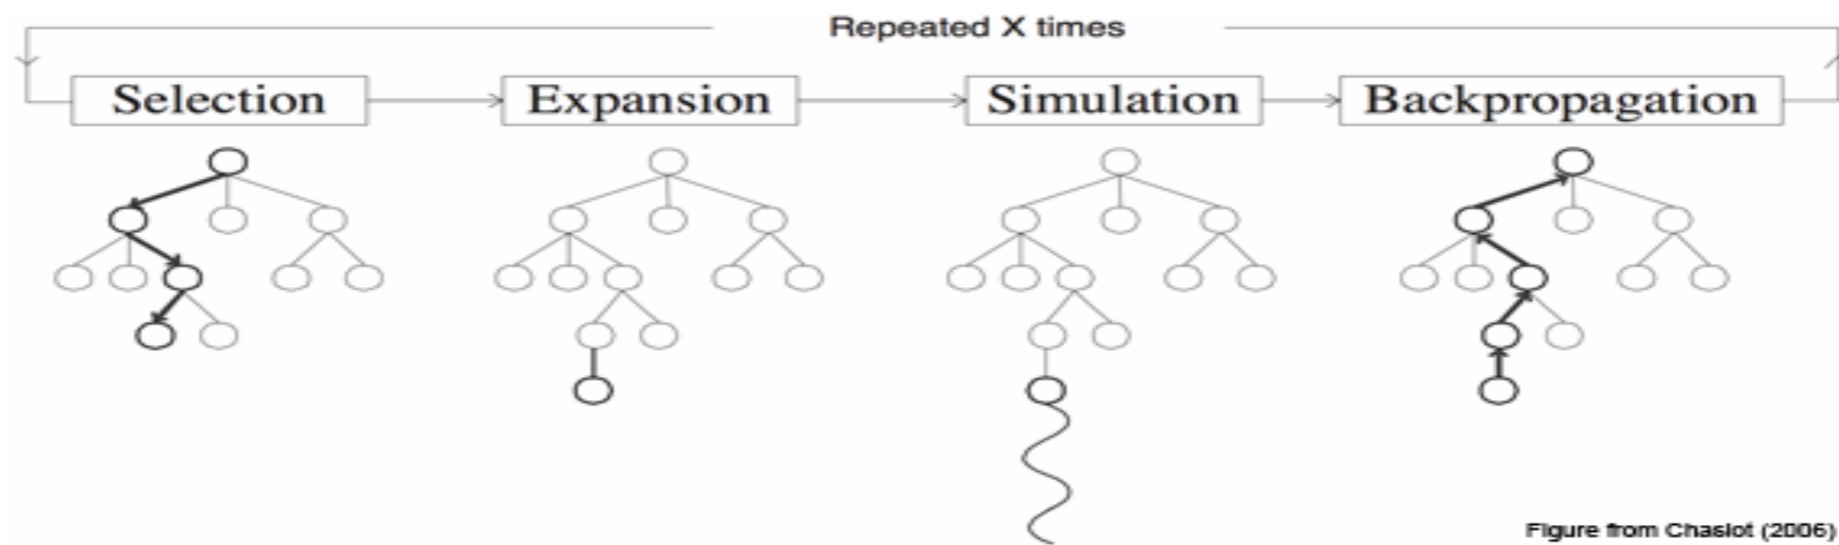 Repeated X times
Selection
Expansion
Simulation
Backpropagation
Figure from Chaslot (2006)